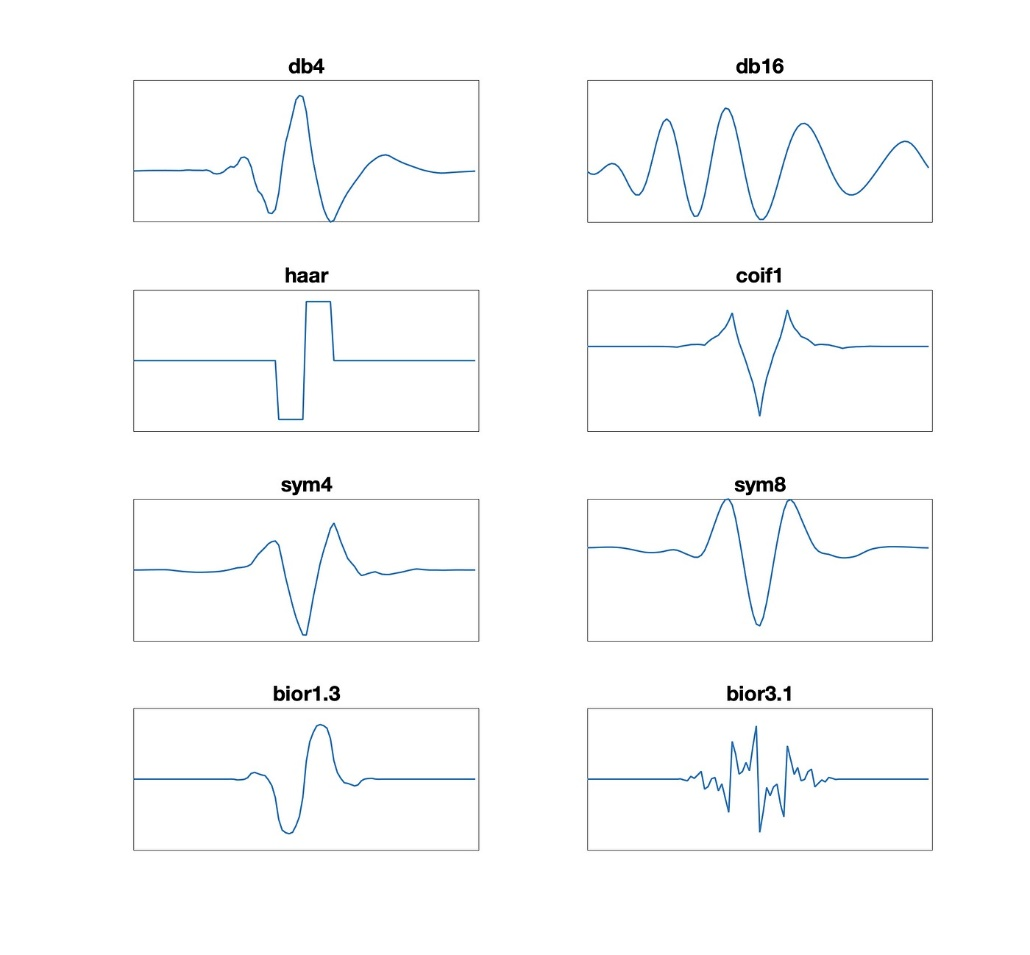 db4
db16
haar
coif1
sym4
sym8
bior1.3
bior3.1